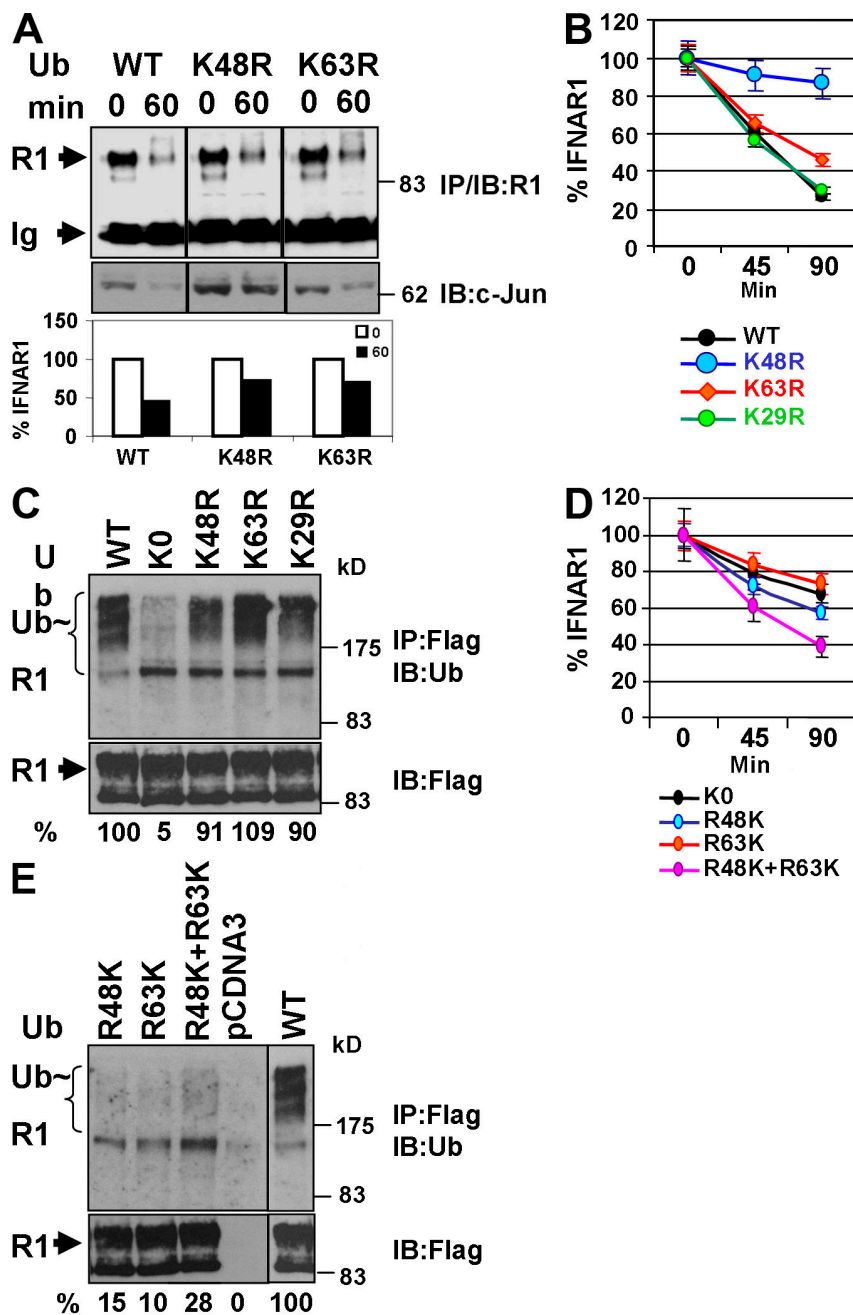 A
Ub WT K48R K63R
min 0 60 0 60 0 60
R1
83 IP/IB:R1
Ig
62 IB:c-Jun
150
100
50
0
% IFNAR1
0
60
WT K48R K63R
B
120
100
80
60
40
20
0
% IFNAR1
0 45 90
Min
WT
K48R
K63R
K29R
C
U
b
WT K0 K48R K63R K29R
kD
Ub~
175 IP:Flag
R1 IB:Ub
83
R1 IB:Flag
83
% 100 5 91 109 90
D
120
100
80
60
40
120
0
% IFNAR1
0 45 90
Min
K0
R48K
R63K
R48K+R63K
E
Ub R48K R63K R48K+R63K pCDNA3 WT
kD
Ub~
175 IP:Flag
R1 IB:Ub
83
R1 IB:Flag
83
% 15 10 28 0 100